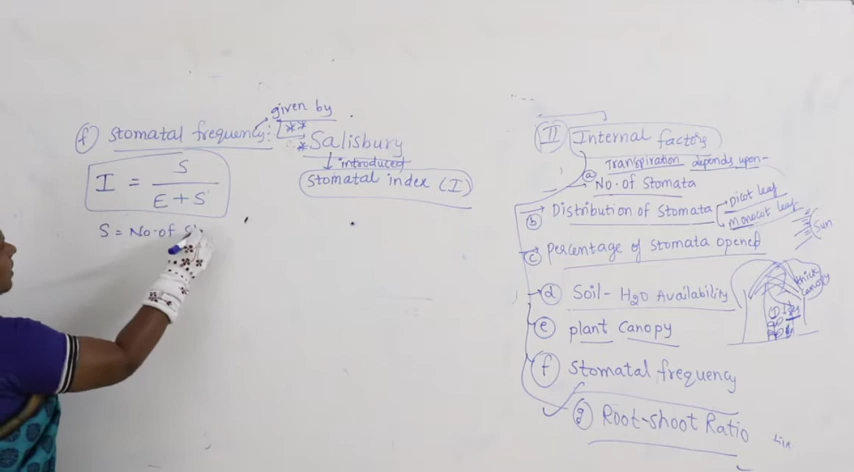 given by
(f) Stomatal frequency:
** 
* Salisbury
introduced
Stomatal index (I)
I = S / E + S
S = No. of
II Internal factors
Transpiration depends upon-
(a) No. of Stomata
(b) Distribution of Stomata
Dicot leaf
Monocot leaf
Sun
(c) Percentage of Stomata opened
(d) Soil - H2O Availability
thick canopy
(e) plant Canopy
(f) Stomatal frequency
(g) Root-shoot Ratio